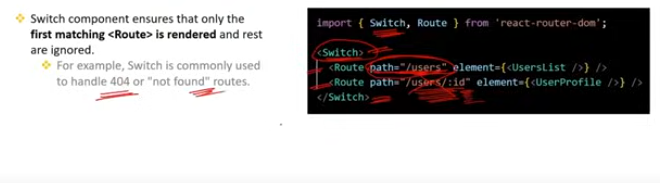 Switch component ensures that only the
first matching <Route> is rendered and rest
are ignored.
For example, Switch is commonly used
to handle 404 or "not found" routes.
import { Switch, Route } from 'react-router-dom';
<Switch>
<Route path="/users" element={<UsersList />} />
<Route path="/users/:id" element={<UserProfile />} />
</Switch>